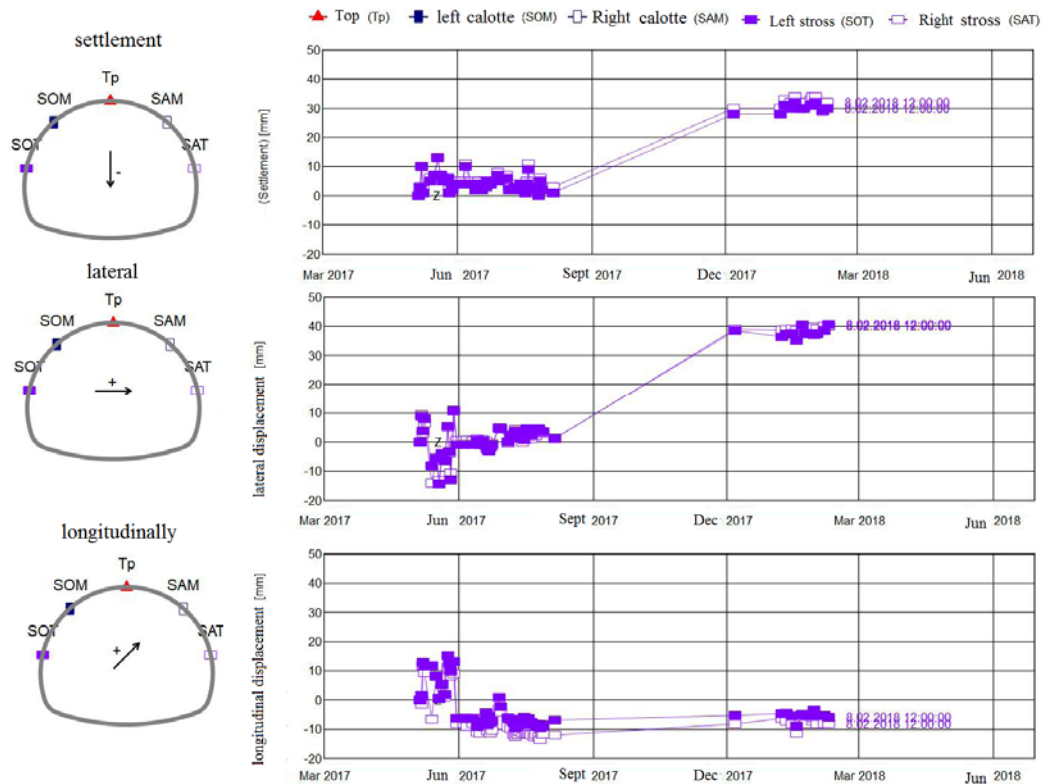 Top (Tp) left calotte (SOM) Right calotte (SAM) Left stross (SOT) Right stross (SAT)
settlement
Tp
SOM SAM
SOT SAT
-
(Settlement) [mm]
50
40
30
20
10
0
-10
-20
Z
8.02.2018 12:00:00
8.02.2018 12:00:00
Mar 2017 Jun 2017 Sept 2017 Dec 2017 Mar 2018 Jun 2018
lateral
Tp
SOM SAM
SOT SAT
+
lateral displacement [mm]
50
40
30
20
10
0
-10
-20
Z
8.02.2018 12:00:00
Mar 2017 Jun 2017 Sept 2017 Dec 2017 Mar 2018 Jun 2018
longitudinally
Tp
SOM SAM
SOT SAT
+
longitudinal displacement [mm]
50
40
30
20
10
0
-10
-20
8.02.2018 12:00:00
8.02.2018 12:00:00
Mar 2017 Jun 2017 Sept 2017 Dec 2017 Mar 2018 Jun 2018